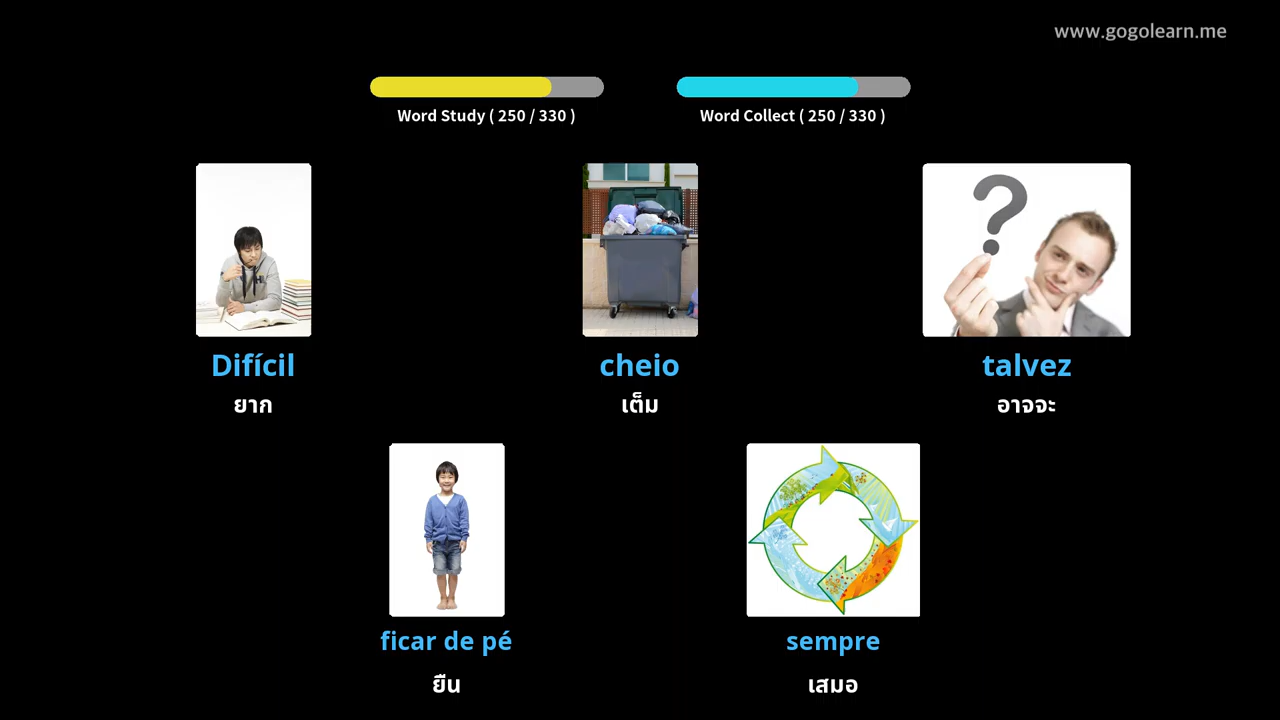 www.gogolearn.me
Word Study ( 250 / 330 )
Word Collect ( 250 / 330 )
Difícil
ยาก
cheio
เต็ม
talvez
อาจจะ
ficar de pé
ยืน
sempre
เสมอ